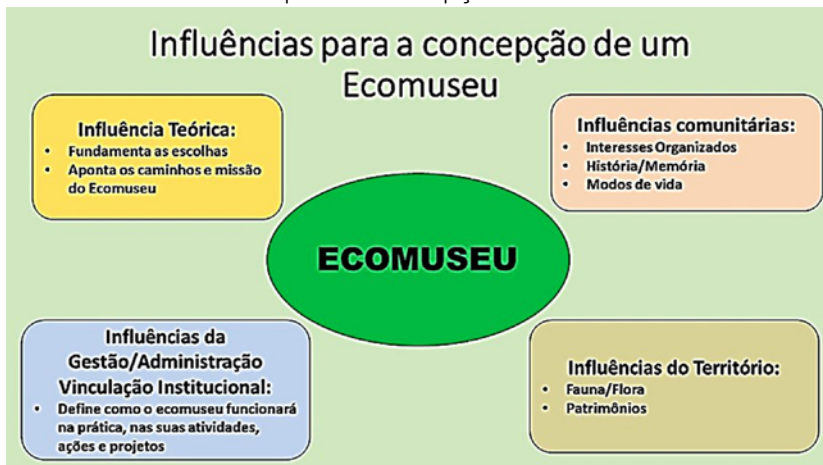 Influências para a concepção de um
Ecomuseu
Influência Teórica:
• Fundamenta as escolhas
• Aponta os caminhos e missão
do Ecomuseu
Influências comunitárias:
• Interesses Organizados
• História/Memória
• Modos de vida
ECOMUSEU
Influências da
Gestão/Administração
Vinculação Institucional:
• Define como o ecomuseu funcionará
na prática, nas suas atividades,
ações e projetos
Influências do Território:
• Fauna/Flora
• Patrimônios